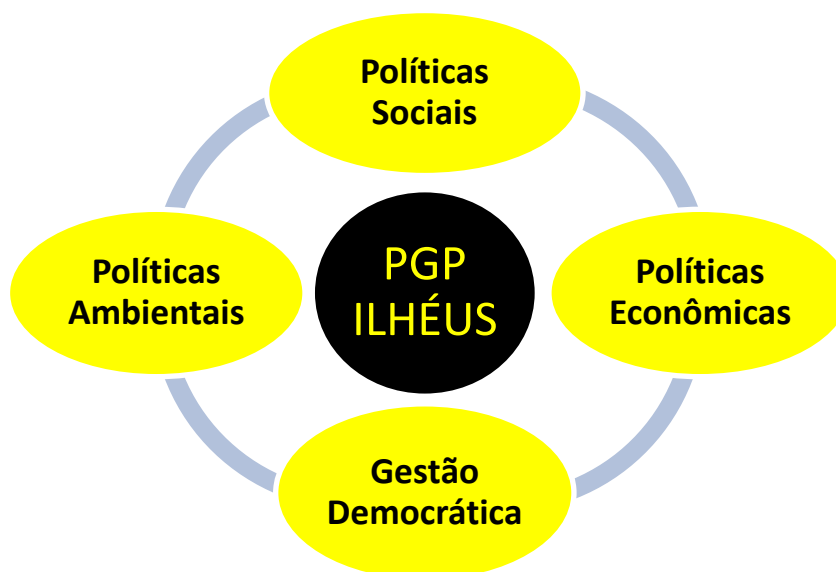 Políticas
Sociais
Políticas
Ambientais
PGP
ILHÉUS
Políticas
Econômicas
Gestão
Democrática